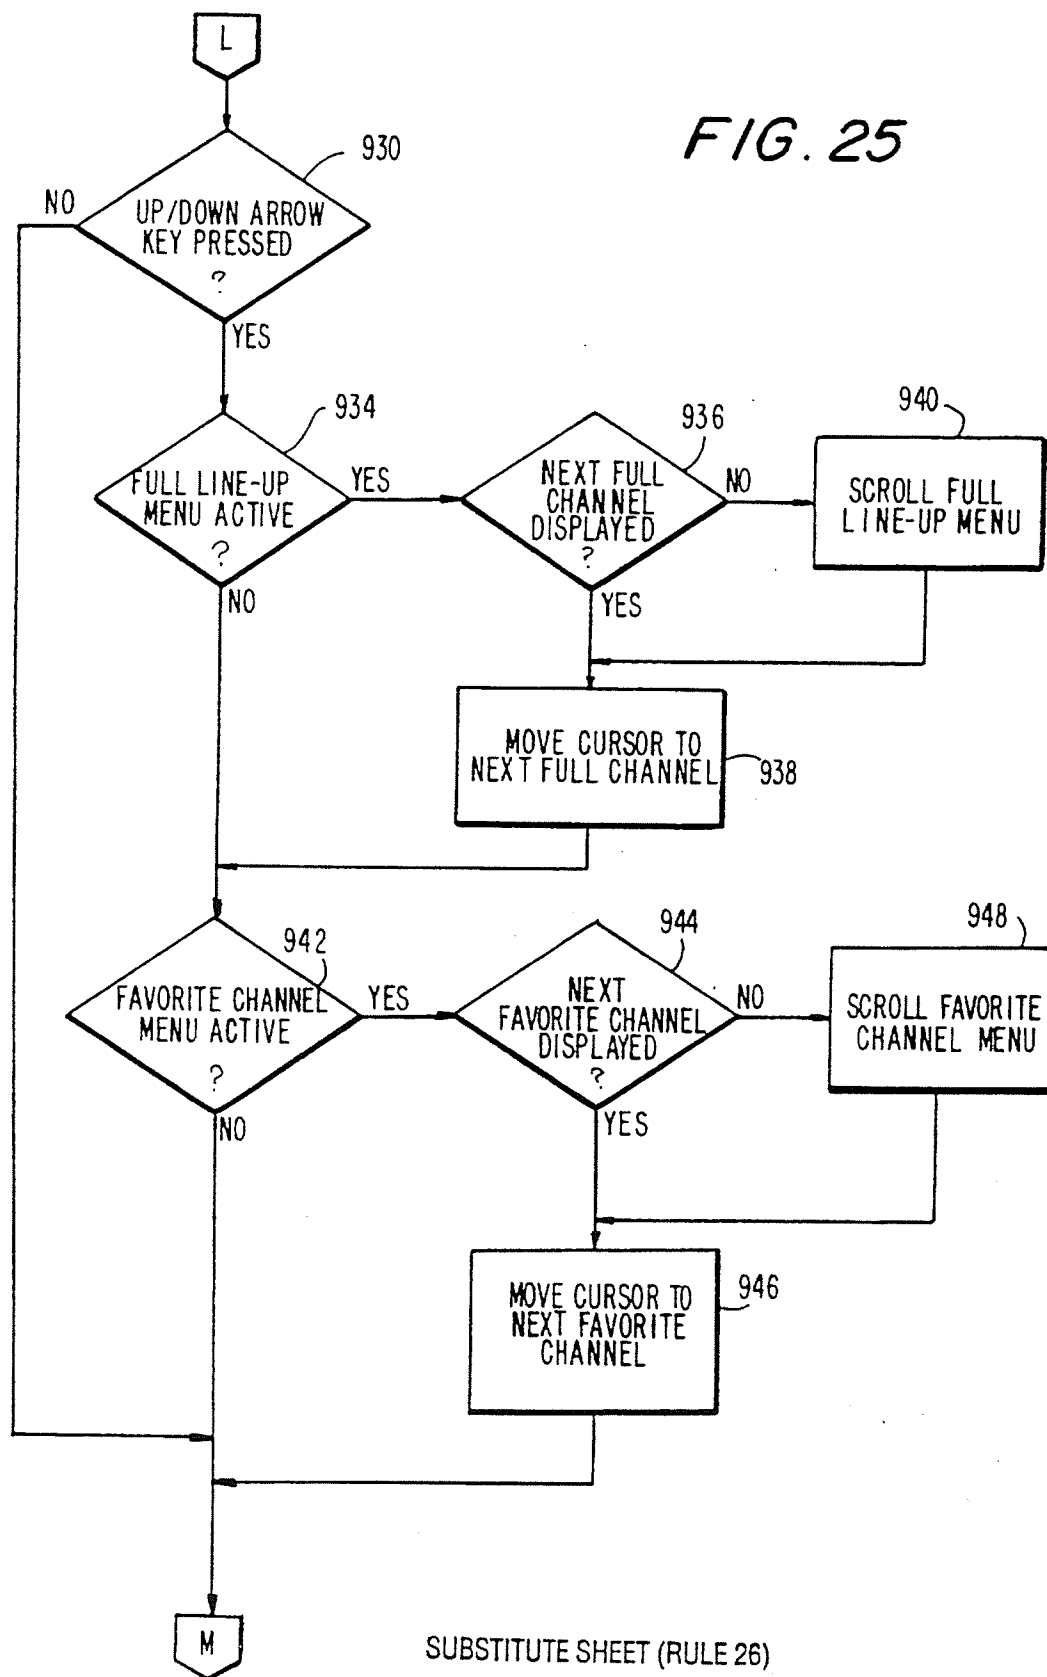 L
FIG. 25
930
NO
UP/DOWN ARROW
KEY PRESSED
?
YES
934
FULL LINE-UP
MENU ACTIVE
?
YES
NO
936
NEXT FULL
CHANNEL
DISPLAYED
?
NO
YES
940
SCROLL FULL
LINE-UP MENU
MOVE CURSOR TO
NEXT FULL CHANNEL
938
942
FAVORITE CHANNEL
MENU ACTIVE
?
YES
NO
944
NEXT
FAVORITE CHANNEL
DISPLAYED
?
NO
YES
948
SCROLL FAVORITE
CHANNEL MENU
MOVE CURSOR TO
NEXT FAVORITE
CHANNEL
946
M
SUBSTITUTE SHEET (RULE 26)